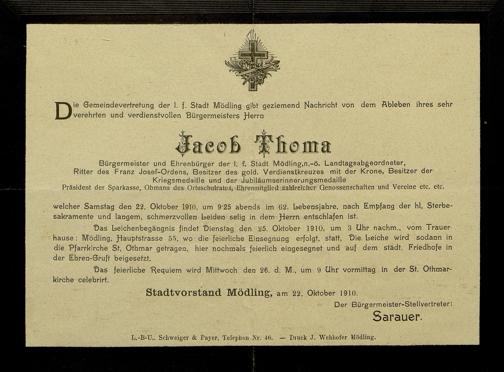 Die Gemeindevertretung der l. f. Stadt Mödling gibt geziemend Nachricht von dem Ableben ihres sehr
verehrten und verdienstvollen Bürgermeisters Herrn
Jacob Thoma
Bürgermeister und Ehrenbürger der l. f. Stadt Mödling, n.-ö. Landtagsabgeordneter,
Ritter des Franz Josef-Ordens, Besitzer des gold. Verdienstkreuzes mit der Krone, Besitzer der
Kriegsmedaille und der Jubiläumserinnerungsmedaille
Präsident der Sparkasse, Obmann des Ortsschulrates, Ehrenmitglied zahlreicher Genossenschaften und Vereine etc. etc.
welcher Samstag den 22. Oktober 1910, um 9·25 abends im 62. Lebensjahre, nach Empfang der hl. Sterbe-
sakramente und langem, schmerzvollen Leiden selig in dem Herrn entschlafen ist.
Das Leichenbegängnis findet Dienstag den 25. Oktober 1910, um 3 Uhr nachm., vom Trauer
hause: Mödling, Hauptstrasse 55, wo die feierliche Einsegnung erfolgt, statt. Die Leiche wird sodann in
die Pfarrkirche St. Othmar getragen, hier nochmals feierlich eingesegnet und auf dem städt. Friedhofe in
der Ehren-Gruft beigesetzt.
Das feierliche Requiem wird Mittwoch den 26. d. M., um 9 Uhr vormittag in der St. Othmar-
kirche celebrirt.
Stadtvorstand Mödling, am 22. Oktober 1910.
Der Bürgermeister-Stellvertreter:
Sarauer.
L.-B-U., Schweiger & Payer, Telephon Nr. 46. — Druck J. Wehhofer Mödling.